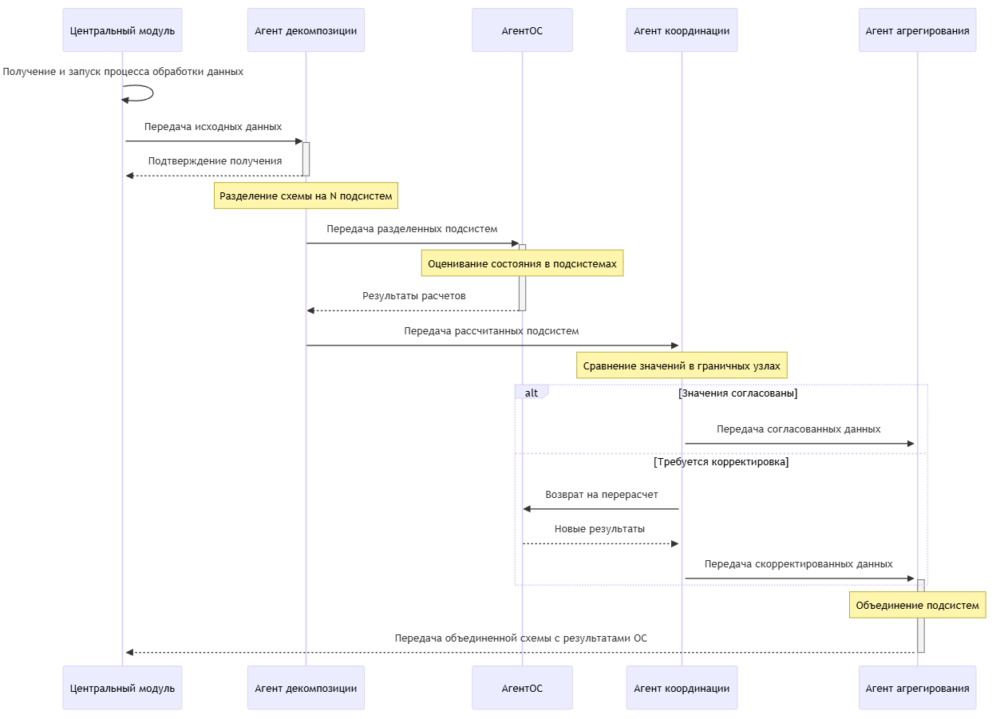 Центральный модуль
Агент декомпозиции
АгентОС
Агент координации
Агент агрегирования
Получение и запуск процесса обработки данных
Передача исходных данных
Подтверждение получения
Разделение схемы на N подсистем
Передача разделенных подсистем
Оценивание состояния в подсистемах
Результаты расчетов
Передача рассчитанных подсистем
Сравнение значений в граничных узлах
alt
[Значения согласованы]
Передача согласованных данных
[Требуется корректировка]
Возврат на перерасчет
Новые результаты
Передача скорректированных данных
Объединение подсистем
Передача объединенной схемы с результатами ОС
Центральный модуль
Агент декомпозиции
АгентОС
Агент координации
Агент агрегирования